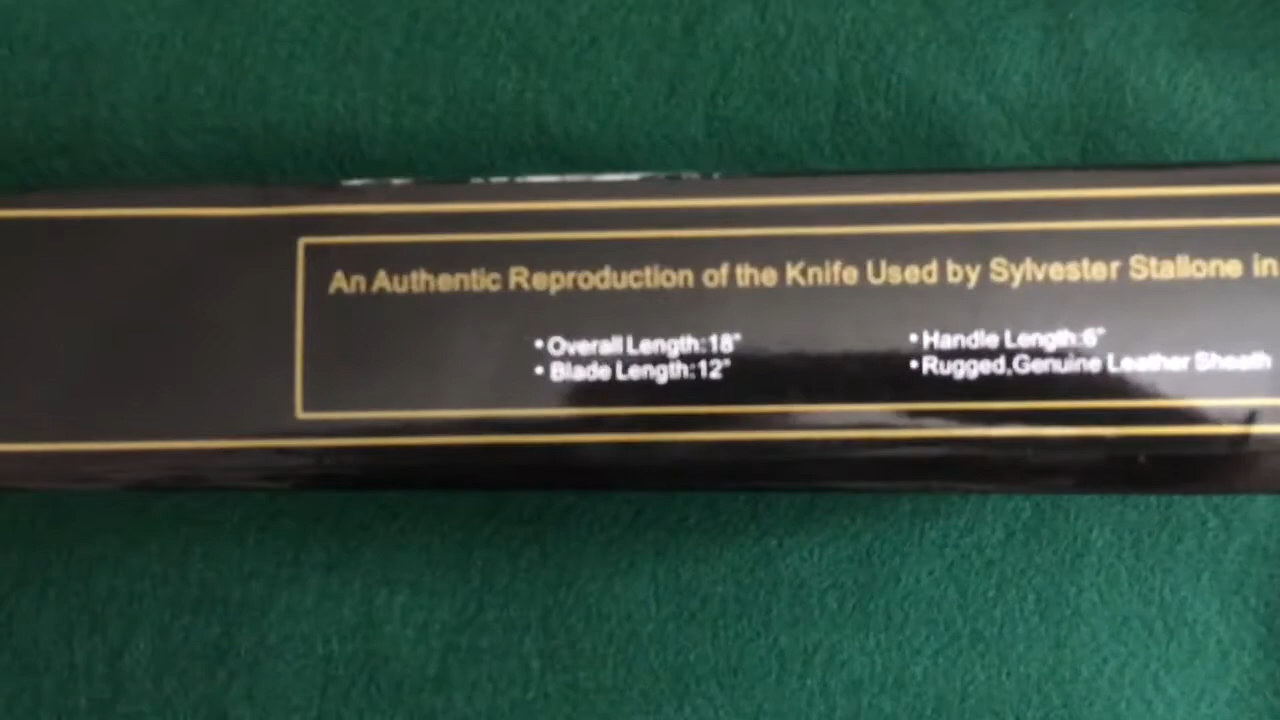 An Authentic Reproduction of the Knife Used by Sylvester Stallone in
• Overall Length:18"
• Blade Length:12"
• Handle Length:6"
• Rugged,Genuine Leather Sheath